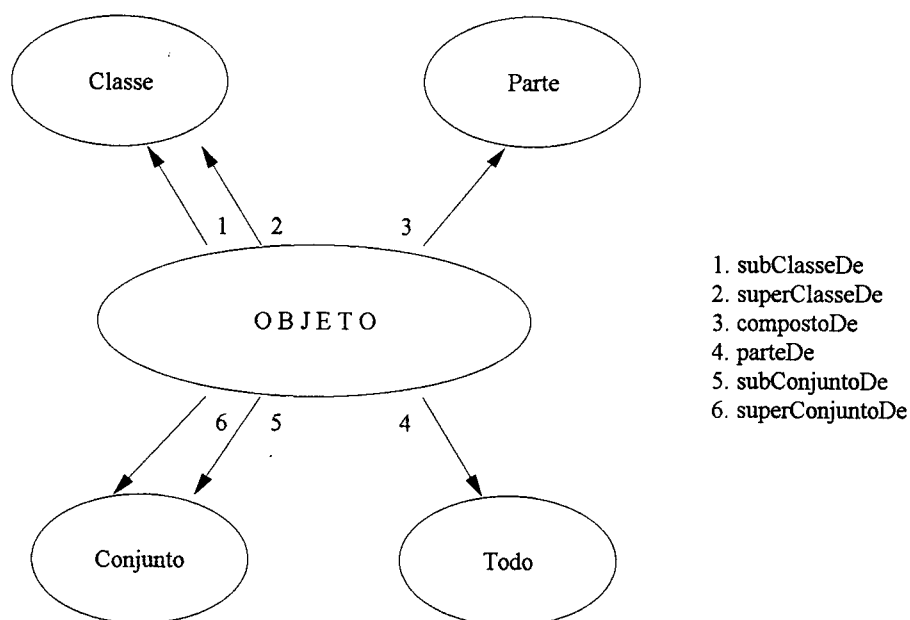 Classe
Parte
1
2
3
OBJETO
6
5
4
Conjunto
Todo
1. subClasseDe
2. superClasseDe
3. compostoDe
4. parteDe
5. subConjuntoDe
6. superConjuntoDe